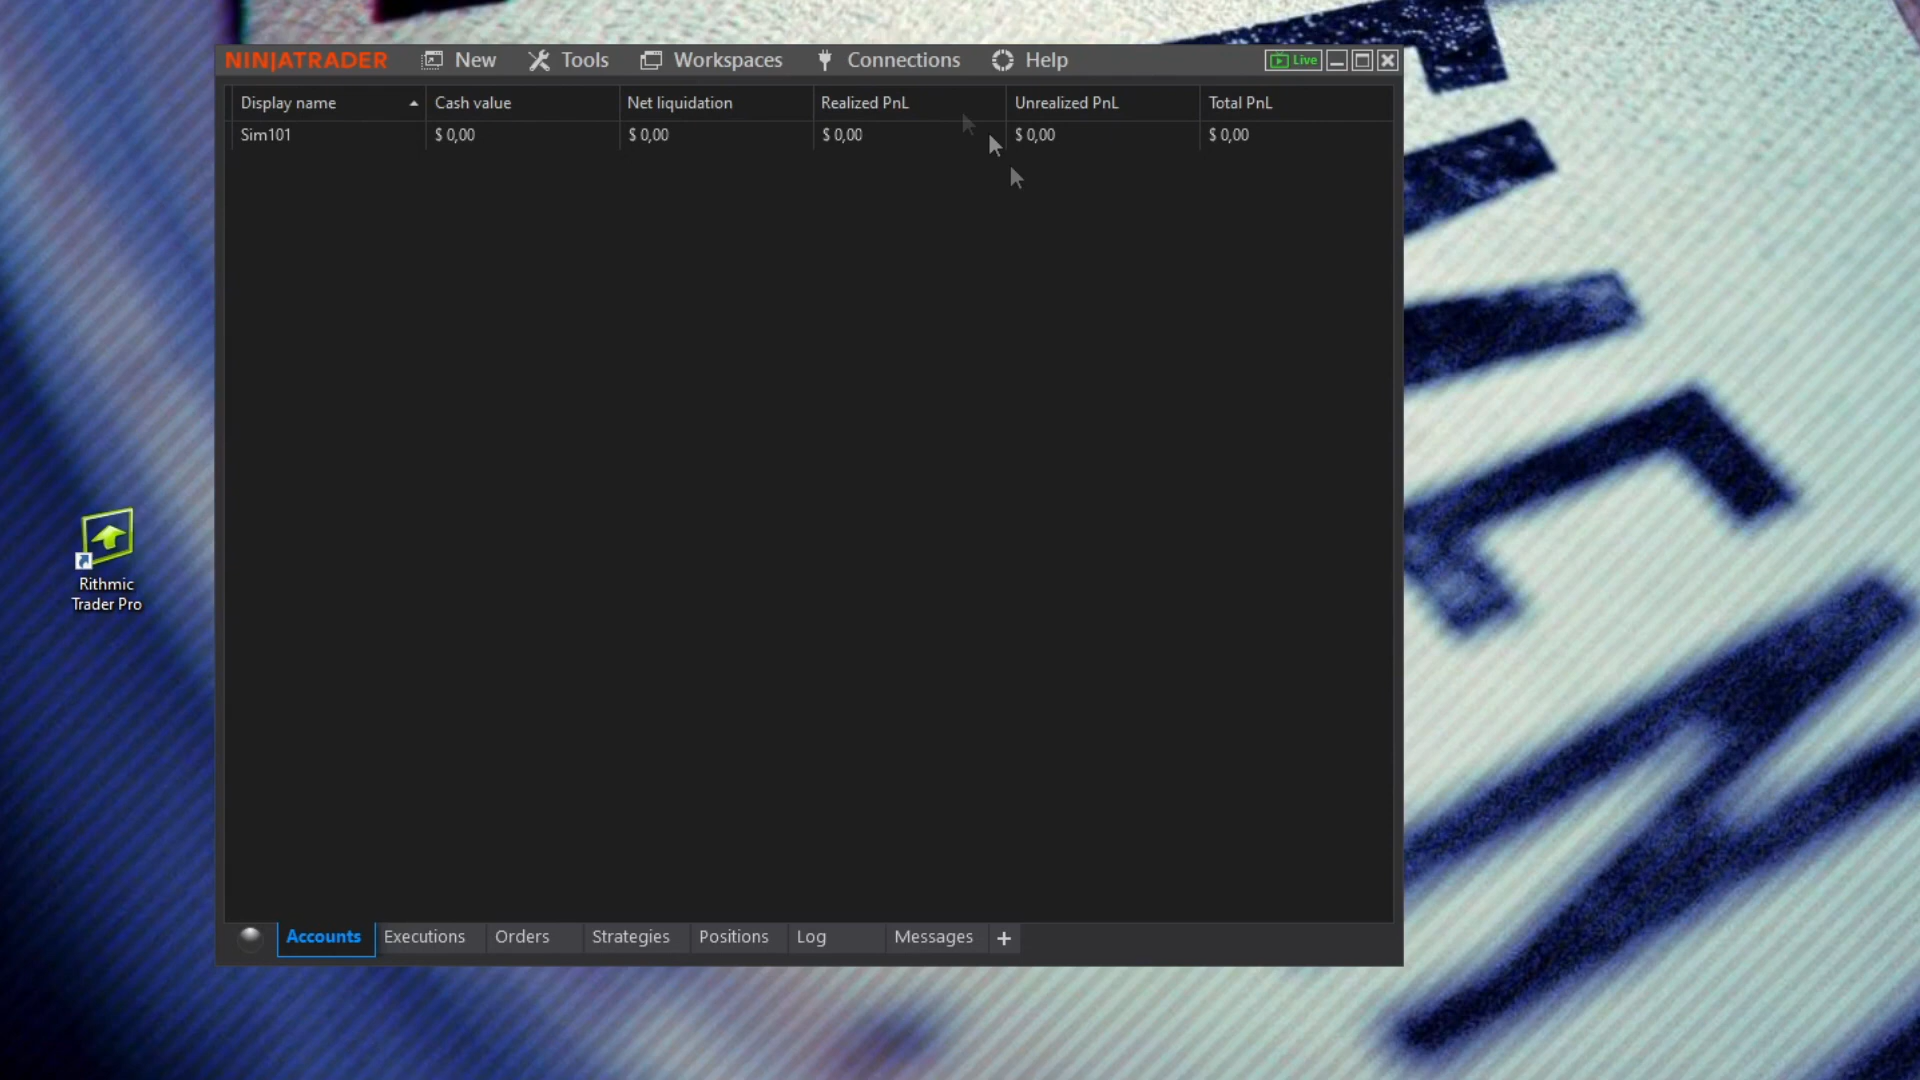 NINJATRADER New Tools Workspaces Connections Help Live
Display name Cash value Net liquidation Realized PnL Unrealized PnL Total PnL
Sim101 $ 0,00 $ 0,00 $ 0,00 $ 0,00 $ 0,00
Rithmic
Trader Pro
Accounts Executions Orders Strategies Positions Log Messages +